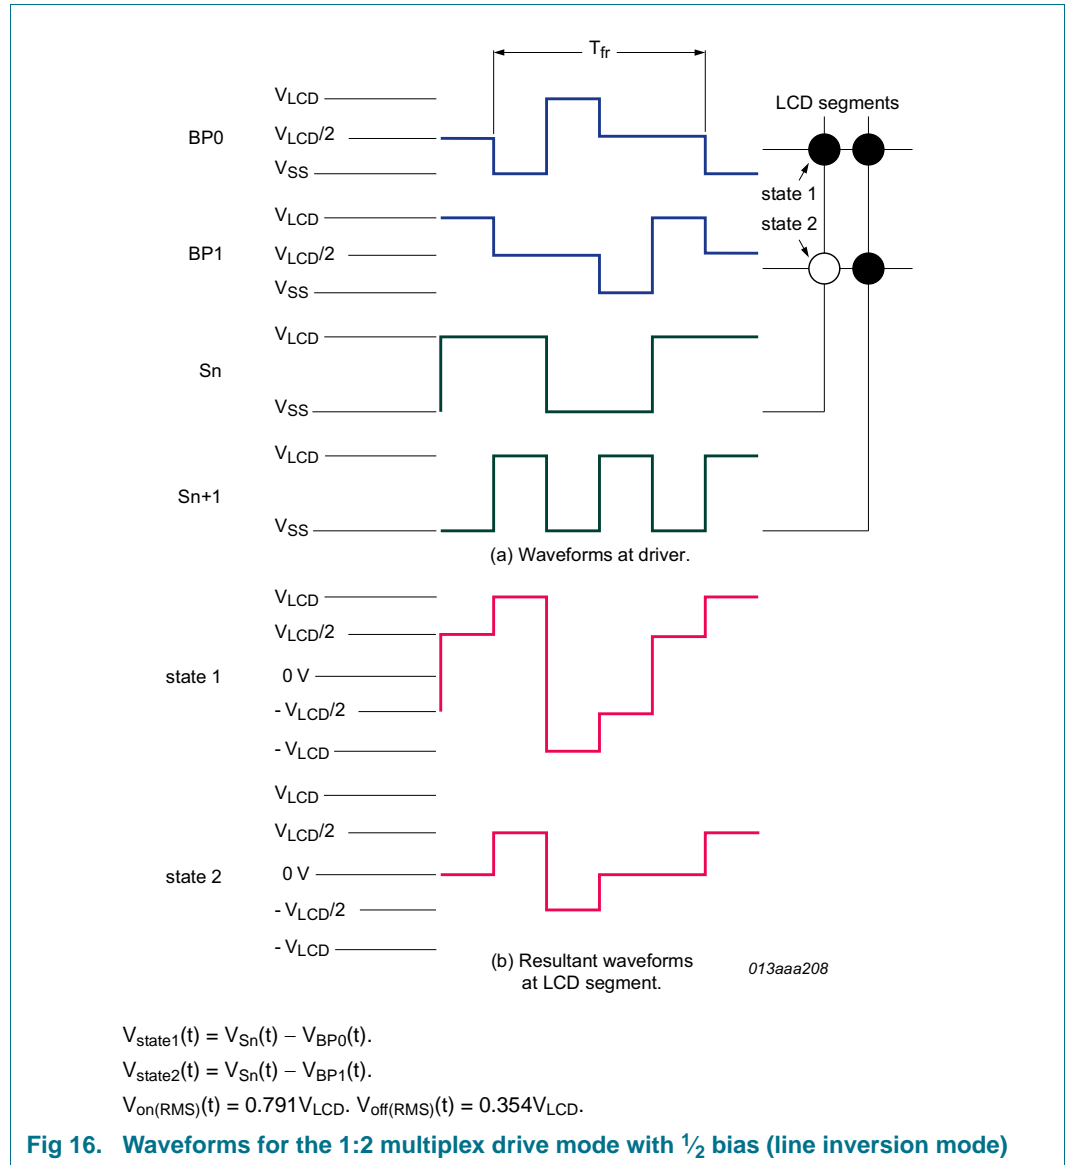 Tfr
VLCD
LCD segments
BP0
VLCD/2
VSS
state 1
VLCD
state 2
BP1
VLCD/2
VSS
VLCD
Sn
VSS
VLCD
Sn+1
VSS
(a) Waveforms at driver.
VLCD
VLCD/2
state 1
0 V
- VLCD/2
- VLCD
VLCD
VLCD/2
state 2
0 V
- VLCD/2
- VLCD
(b) Resultant waveforms
at LCD segment.
013aaa208
Vstate1(t) = VSn(t) − VBP0(t).
Vstate2(t) = VSn(t) − VBP1(t).
Von(RMS)(t) = 0.791VLCD. Voff(RMS)(t) = 0.354VLCD.
Fig 16. Waveforms for the 1:2 multiplex drive mode with 1⁄2 bias (line inversion mode)